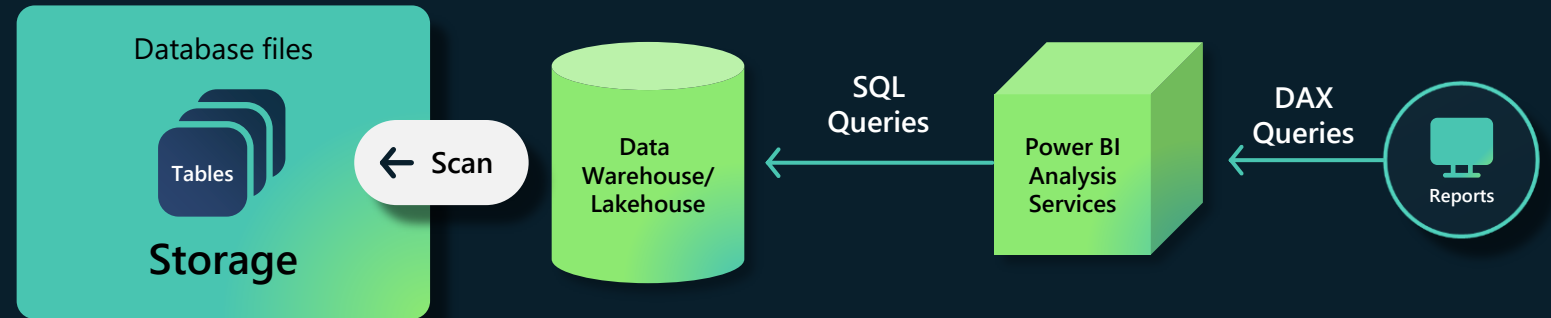 Database files
Tables
Storage
Scan
Data
Warehouse/
Lakehouse
SQL
Queries
Power BI
Analysis
Services
DAX
Queries
Reports